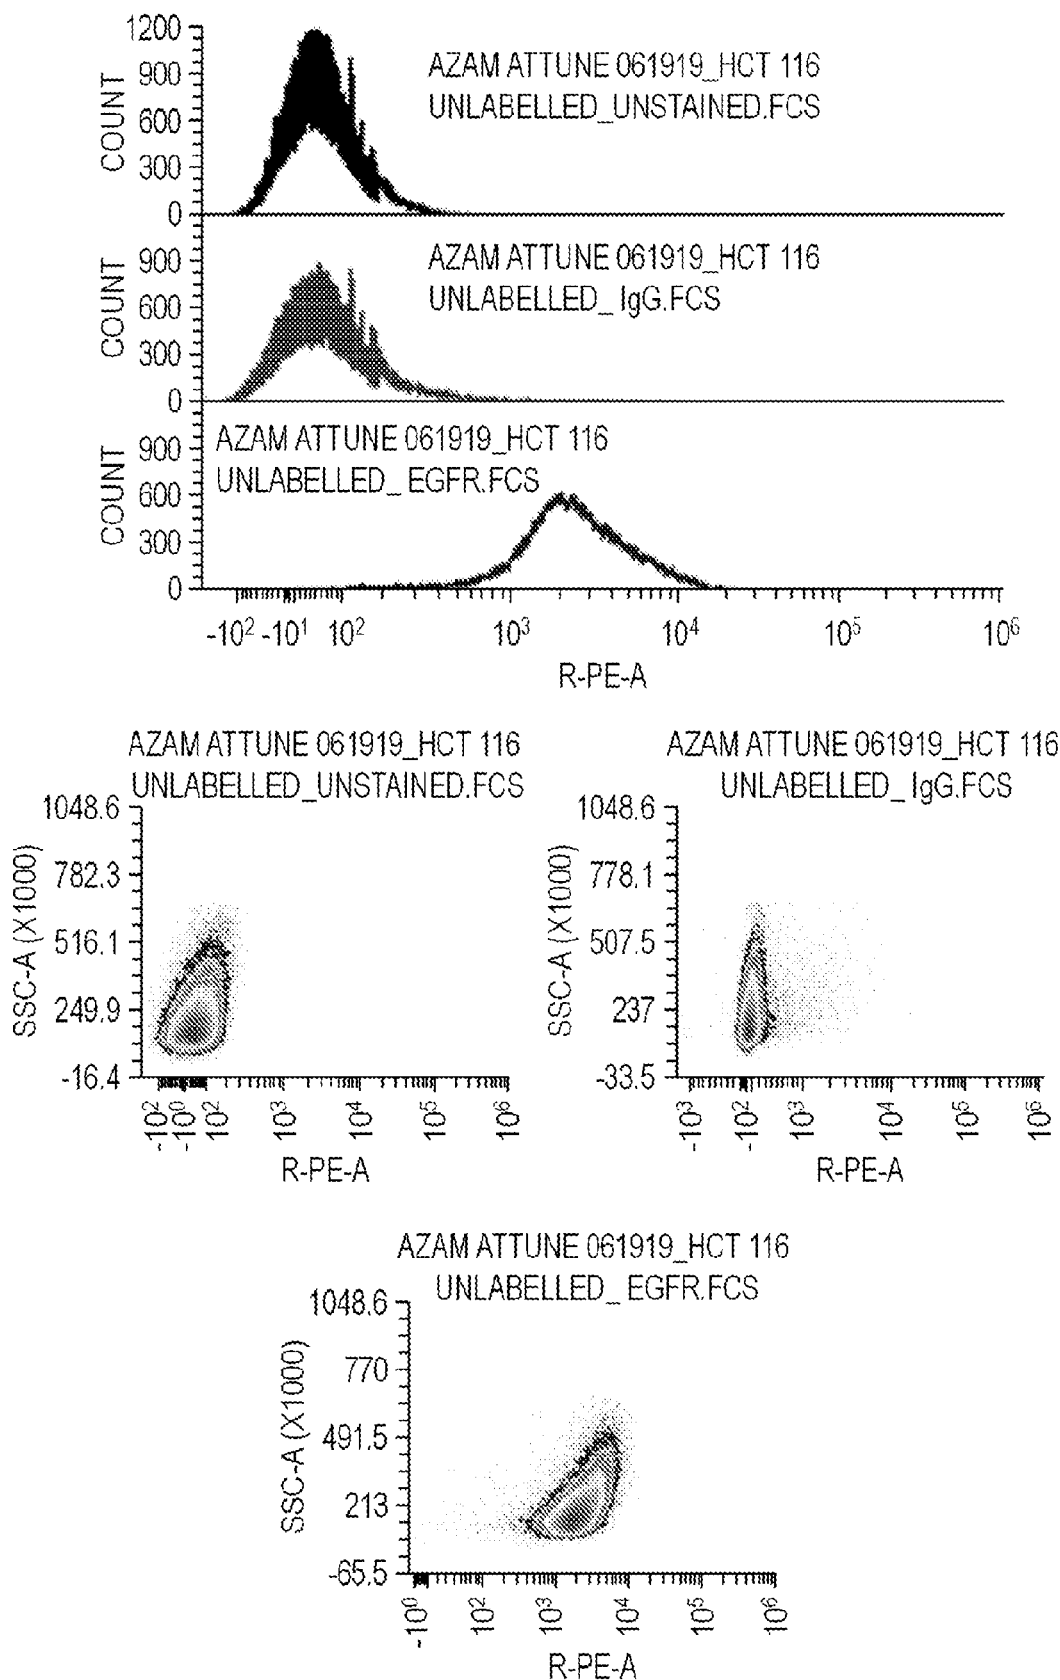 1200
900
600
300
0
COUNT
AZAM ATTUNE 061919_HCT 116
UNLABELLED_UNSTAINED.FCS
900
600
300
0
COUNT
AZAM ATTUNE 061919_HCT 116
UNLABELLED_ IgG.FCS
900
600
300
0
COUNT
AZAM ATTUNE 061919_HCT 116
UNLABELLED_ EGFR.FCS
-10² -10¹ 10² 10³ 10⁴ 10⁵ 10⁶
R-PE-A
AZAM ATTUNE 061919_HCT 116
UNLABELLED_UNSTAINED.FCS
1048.6
782.3
516.1
249.9
-16.4
SSC-A (X1000)
-10² -10⁰ 10² 10³ 10⁴ 10⁵ 10⁶
R-PE-A
AZAM ATTUNE 061919_HCT 116
UNLABELLED_ IgG.FCS
1048.6
778.1
507.5
237
-33.5
SSC-A (X1000)
-10³ -10² 10³ 10⁴ 10⁵ 10⁶
R-PE-A
AZAM ATTUNE 061919_HCT 116
UNLABELLED_ EGFR.FCS
1048.6
770
491.5
213
-65.5
SSC-A (X1000)
-10⁰ 10² 10³ 10⁴ 10⁵ 10⁶
R-PE-A